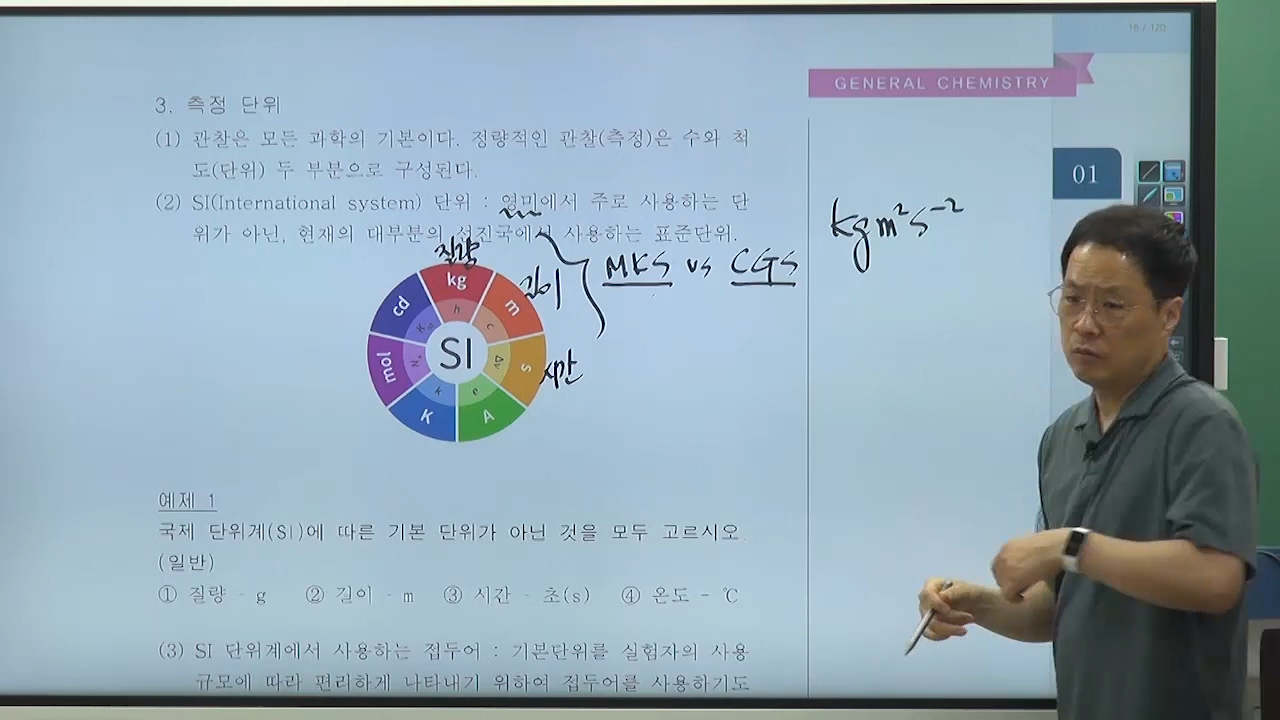 16 / 120
GENERAL CHEMISTRY
01
3. 측정 단위
(1) 관찰은 모든 과학의 기본이다. 정량적인 관찰(측정)은 수와 척
도(단위) 두 부분으로 구성된다.
(2) SI(International system) 단위 : 영미에서 주로 사용하는 단
위가 아닌, 현재의 대부분의 선진국에서 사용하는 표준단위.
kg m² s⁻²
질량
길이
시간
MKS vs CGS
kg
m
s
A
K
mol
cd
h
c
Δν
e
k
SI
예제 1
국제 단위계(SI)에 따른 기본 단위가 아닌 것을 모두 고르시오
(일반)
① 질량 - g ② 길이 - m ③ 시간 - 초(s) ④ 온도 - ℃
(3) SI 단위계에서 사용하는 접두어 : 기본단위를 실험자의 사용
규모에 따라 편리하게 나타내기 위하여 접두어를 사용하기도